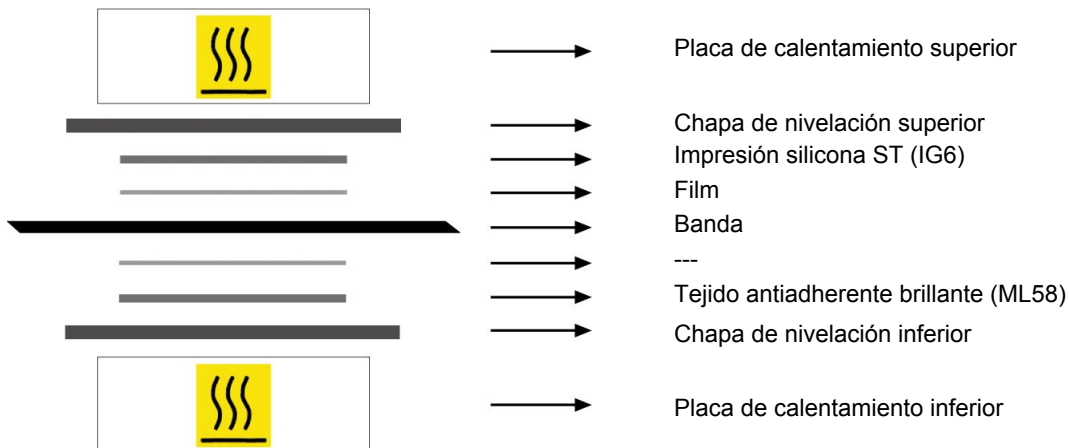 Placa de calentamiento superior
Chapa de nivelación superior
Impresión silicona ST (IG6)
Film
Banda
---
Tejido antiadherente brillante (ML58)
Chapa de nivelación inferior
Placa de calentamiento inferior